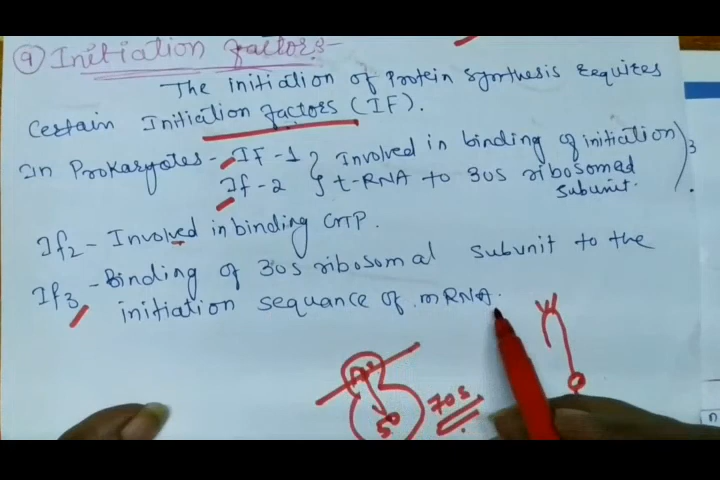 9 Initiation factors-
The initiation of Protein synthesis requires
Certain Initiation factors (IF).
In Prokaryotes - IF-1 } Involved in binding of initiation
If-2 } t-RNA to 30s ribosomal
subunit.
3
If2 - Involved in binding GTP.
If3 - Binding of 30s ribosomal subunit to the
initiation sequance of mRNA.
50
70s